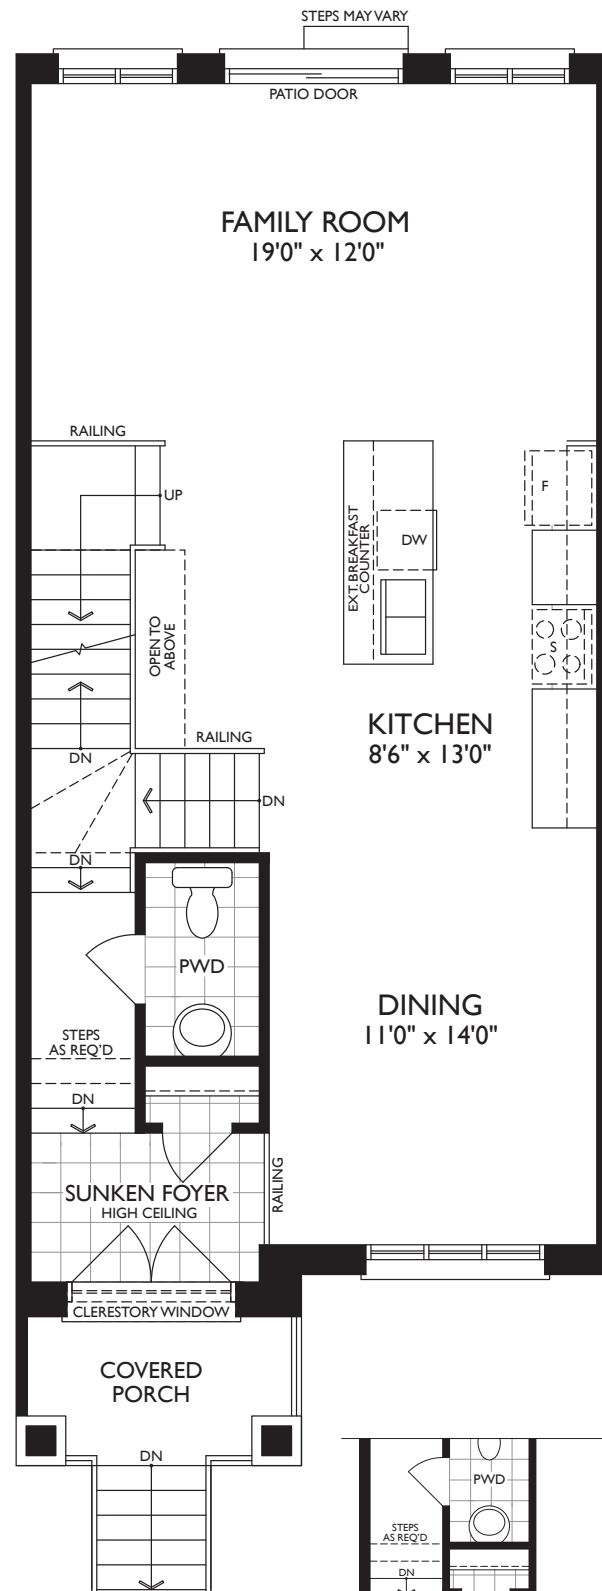 STEPS MAY VARY
PATIO DOOR
FAMILY ROOM
19'0" x 12'0"
RAILING
UP
F
EXT. BREAKFAST
COUNTER
DW
OPEN TO
ABOVE
S
RAILING
KITCHEN
8'6" x 13'0"
DN
DN
DN
PWD
DINING
11'0" x 14'0"
STEPS
AS REQ'D
DN
RAILING
SUNKEN FOYER
HIGH CEILING
CLERESTORY WINDOW
COVERED
PORCH
DN
PWD
STEPS
AS REQ'D
DN